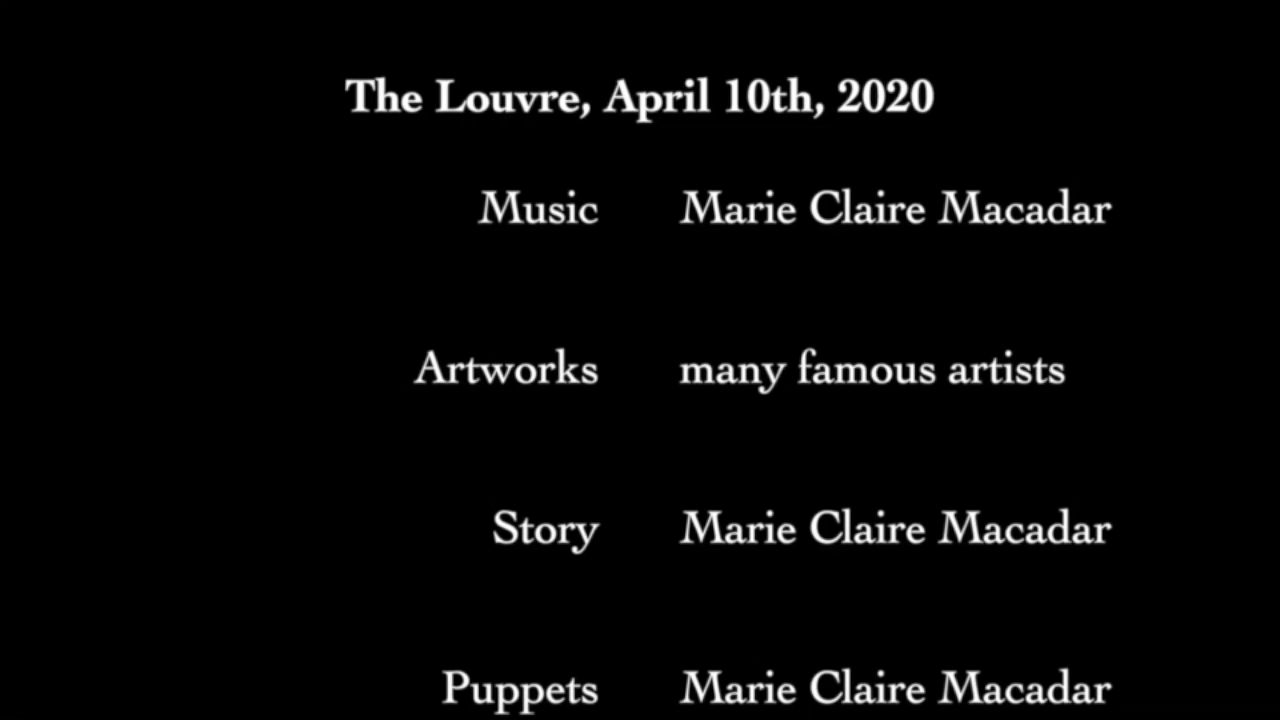 The Louvre, April 10th, 2020
Music Marie Claire Macadar
Artworks many famous artists
Story Marie Claire Macadar
Puppets Marie Claire Macadar